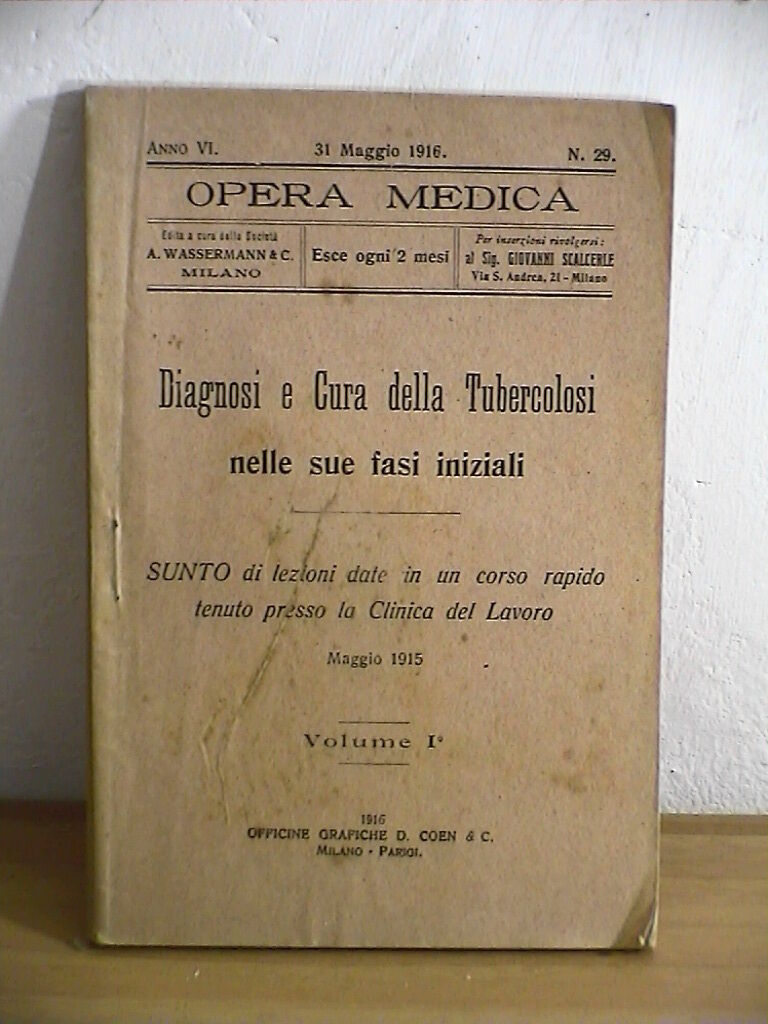 ANNO VI.
31 Maggio 1916.
N. 29.
OPERA MEDICA
Edita a cura della Società
A. WASSERMANN & C.
MILANO
Esce ogni 2 mesi
Per inserzioni rivolgersi:
al Sig. GIOVANNI SCALCERLE
Via S. Andrea, 21 - Milano
Diagnosi e Cura della Tubercolosi
nelle sue fasi iniziali
SUNTO di lezioni date in un corso rapido
tenuto presso la Clinica del Lavoro
Maggio 1915
Volume I°
1916
OFFICINE GRAFICHE D. COEN & C.
MILANO - PARIGI.